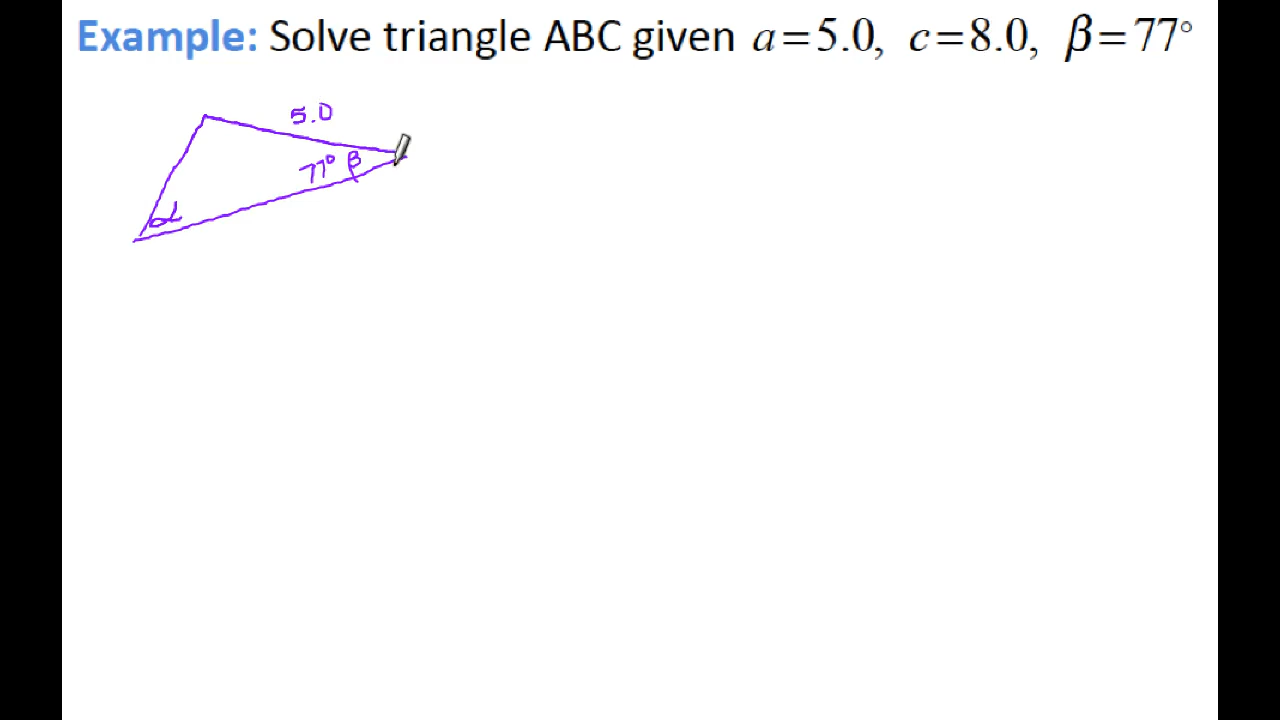 Example: Solve triangle ABC given a=5.0, c=8.0, β=77°
5.0
77° β
α